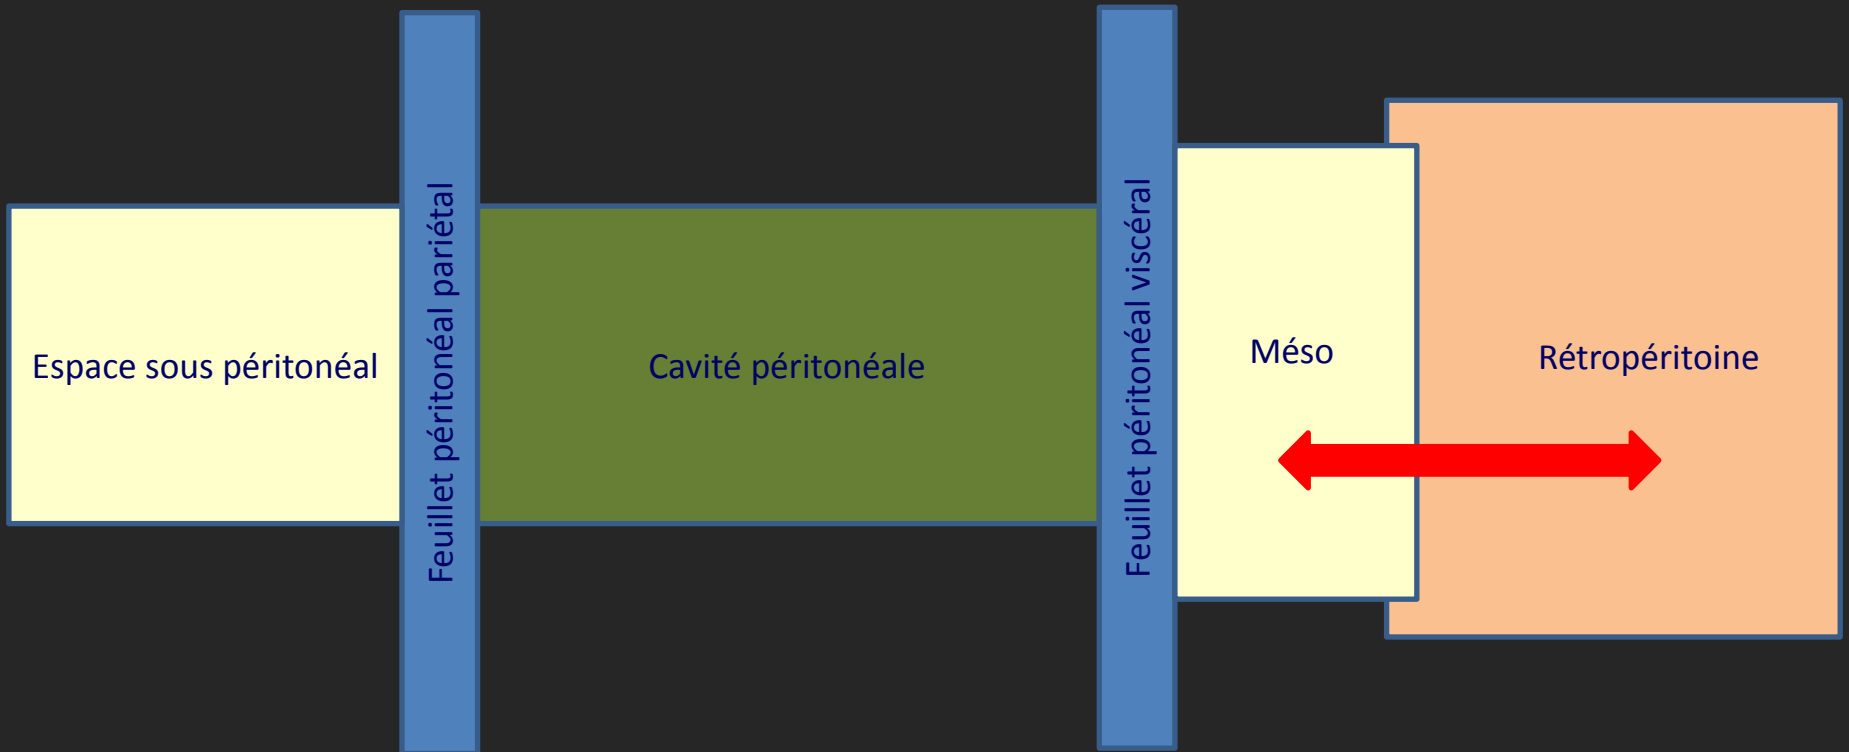 Espace sous péritonéal
Feuillet péritonéal pariétal
Cavité péritonéale
Feuillet péritonéal viscéral
Méso
Rétropéritoine